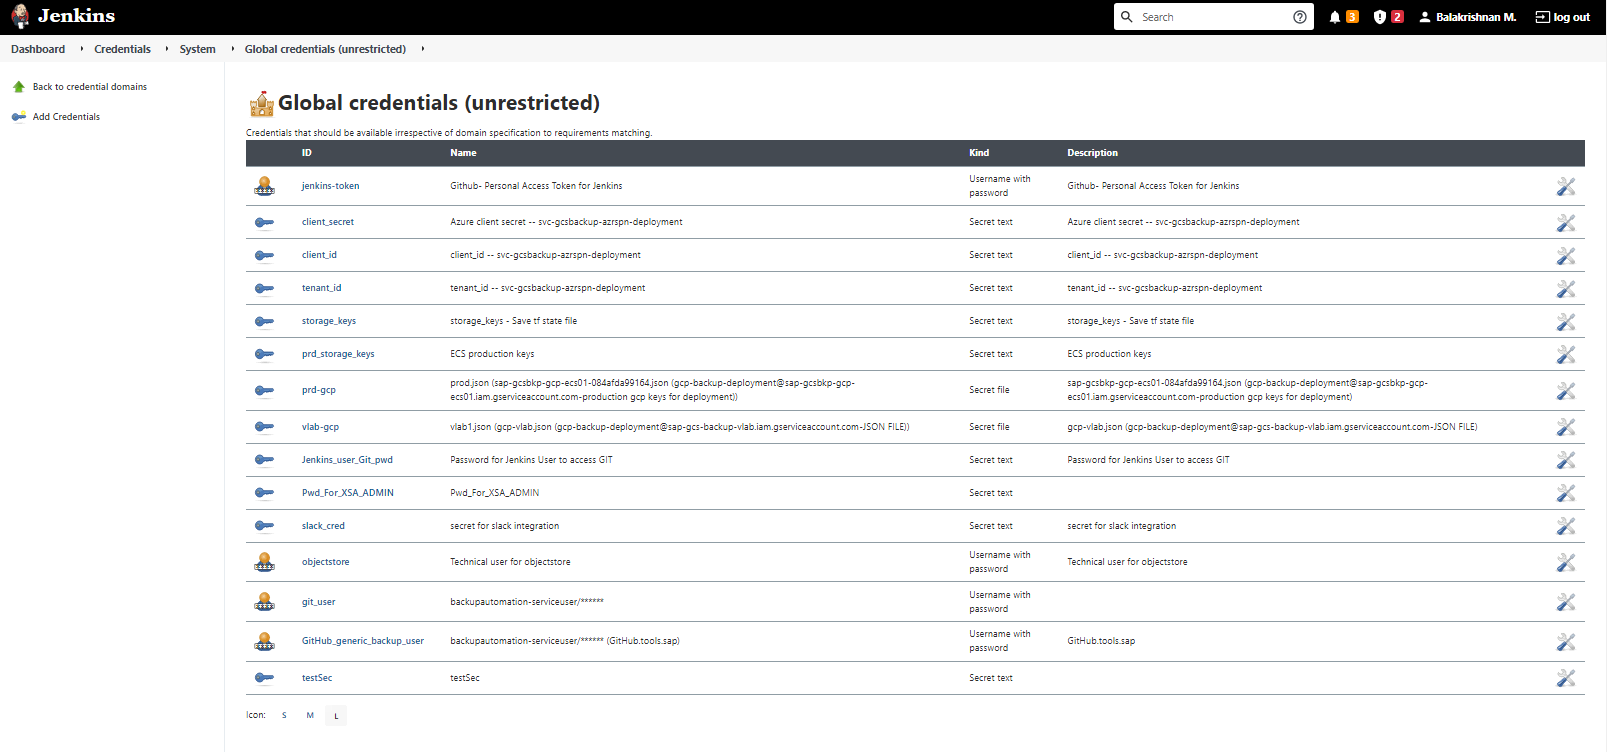 Jenkins
Search
3
2
Balakrishnan M.
log out
Dashboard
Credentials
System
Global credentials (unrestricted)
Back to credential domains
Add Credentials
Global credentials (unrestricted)
Credentials that should be available irrespective of domain specification to requirements matching.
ID Name Kind Description
jenkins-token Github- Personal Access Token for Jenkins Username with password Github- Personal Access Token for Jenkins
client_secret Azure client secret -- svc-gcsbackup-azrspn-deployment Secret text Azure client secret -- svc-gcsbackup-azrspn-deployment
client_id client_id -- svc-gcsbackup-azrspn-deployment Secret text client_id -- svc-gcsbackup-azrspn-deployment
tenant_id tenant_id -- svc-gcsbackup-azrspn-deployment Secret text tenant_id -- svc-gcsbackup-azrspn-deployment
storage_keys storage_keys - Save tf state file Secret text storage_keys - Save tf state file
prd_storage_keys ECS production keys Secret text ECS production keys
prd-gcp prod.json (sap-gcsbkp-gcp-ecs01-084afda99164.json (gcp-backup-deployment@sap-gcsbkp-gcp-ecs01.iam.gserviceaccount.com-production gcp keys for deployment)) Secret file sap-gcsbkp-gcp-ecs01-084afda99164.json (gcp-backup-deployment@sap-gcsbkp-gcp-ecs01.iam.gserviceaccount.com-production gcp keys for deployment)
vlab-gcp vlab1.json (gcp-vlab.json (gcp-backup-deployment@sap-gcs-backup-vlab.iam.gserviceaccount.com-JSON FILE)) Secret file gcp-vlab.json (gcp-backup-deployment@sap-gcs-backup-vlab.iam.gserviceaccount.com-JSON FILE)
Jenkins_user_Git_pwd Password for Jenkins User to access GIT Secret text Password for Jenkins User to access GIT
Pwd_For_XSA_ADMIN Pwd_For_XSA_ADMIN Secret text
slack_cred secret for slack integration Secret text secret for slack integration
objectstore Technical user for objectstore Username with password Technical user for objectstore
git_user backupautomation-serviceuser/****** Username with password
GitHub_generic_backup_user backupautomation-serviceuser/****** (GitHub.tools.sap) Username with password GitHub.tools.sap
testSec testSec Secret text
Icon: S M L